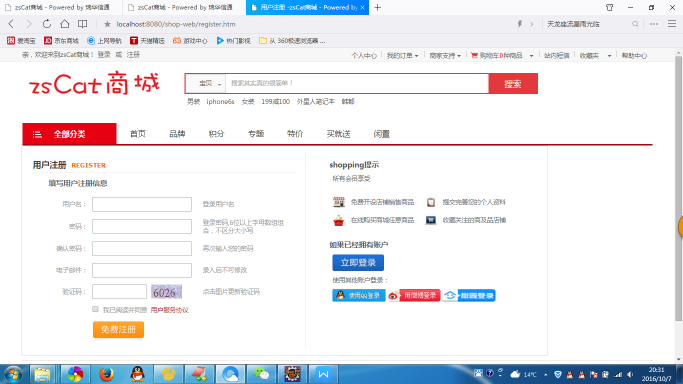 zsCat商城 - Powered by 锦华信通
zsCat商城 - Powered by 锦华信通
用户注册 -zsCat商城 - Powered by 锦华
localhost:8080/shop-web/register.htm
天龙座流星雨光临
爱淘宝 京东商城 上网导航 天猫精选 游戏中心 热门影视 从 360极速浏览器 ...
亲，欢迎来到zsCat商城！ 登录 或 注册
个人中心 我的订单 商家支持 购物车0种商品 站内短信 收藏夹 帮助中心
zsCat商城
宝贝 搜索其实真的很简单！ 搜索
男装 iphone6s 女装 199减100 外星人笔记本 韩都
全部分类 首页 品牌 积分 专题 特价 买就送 闲置
用户注册 REGISTER
填写用户注册信息
用户名： 登录用户名
密码： 登录密码,6位以上字母数组组合，不区分大小写
确认密码： 再次输入您的密码
电子邮件： 录入后不可修改
验证码： 6026 点击图片更新验证码
我已阅读并同意 用户服务协议
免费注册
shopping提示
所有会员享受
免费开设店铺销售商品 提交完善您的个人资料
在线购买商城任意商品 收藏关注的商及品店铺
如果已经拥有账户
立即登录
使用其他账户登录：
使用QQ登录 用微博登录
14℃
20:31
2016/10/7